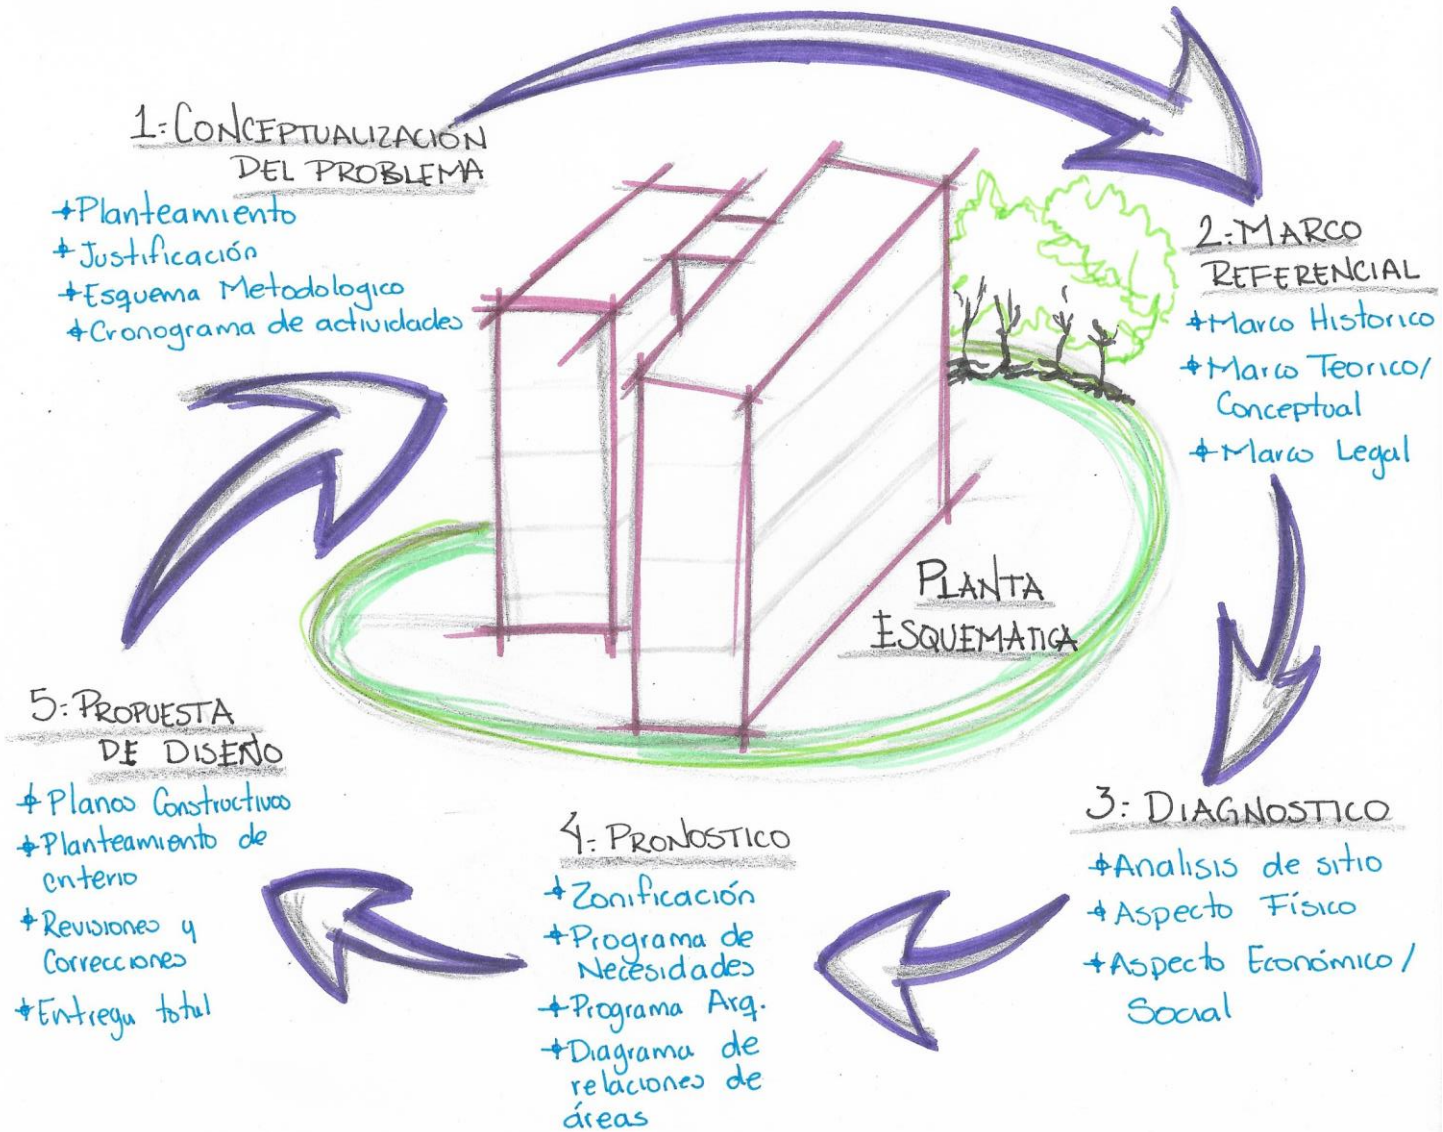 1:CONCEPTUALIZACIÓN
DEL PROBLEMA
Planteamiento
Justificación
Esquema Metodologico
Cronograma de actividades
2:MARCO
REFERENCIAL
Marco Historico
Marco Teorico/
Conceptual
Marco Legal
PLANTA
ESQUEMATICA
3: DIAGNOSTICO
Analisis de sitio
Aspecto Físico
Aspecto Económico/
Social
4: PRONOSTICO
Zonificación
Programa de
Necesidades
Programa Arq.
Diagrama de
relaciones de
áreas
5: PROPUESTA
DE DISEÑO
Planos Constructivos
Planteamiento de
criterio
Revisiones y
Correcciones
Entrega total